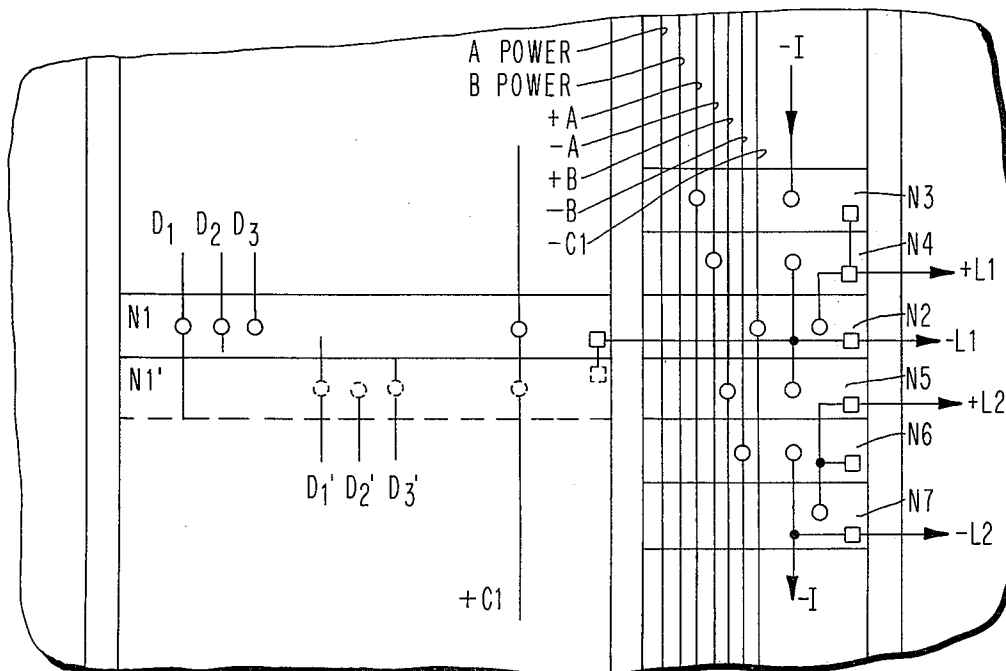 A POWER
B POWER
+A
-A
+B
-B
-C1
-I
D1 D2 D3
N1
N1'
D1' D2' D3'
+C1
N3
N4
+L1
N2
-L1
N5
+L2
N6
N7
-L2
-I